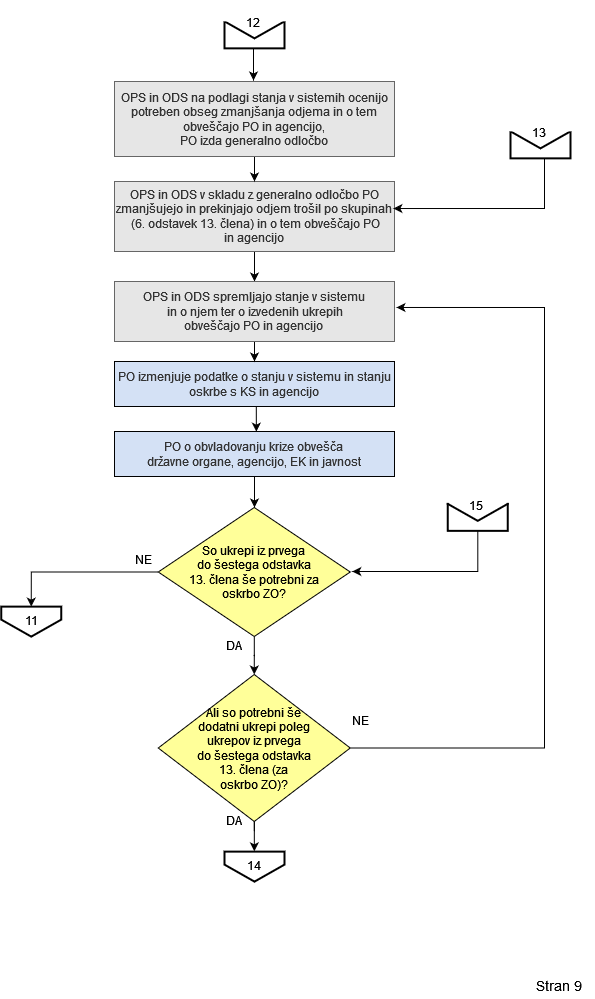 12
OPS in ODS na podlagi stanja v sistemih ocenijo
potreben obseg zmanjšanja odjema in o tem
obveščajo PO in agencijo,
PO izda generalno odločbo
13
OPS in ODS v skladu z generalno odločbo PO
zmanjšujejo in prekinjajo odjem trošil po skupinah
(6. odstavek 13. člena) in o tem obveščajo PO
in agencijo
OPS in ODS spremljajo stanje v sistemu
in o njem ter o izvedenih ukrepih
obveščajo PO in agencijo
PO izmenjuje podatke o stanju v sistemu in stanju
oskrbe s KS in agencijo
PO o obvladovanju krize obvešča
državne organe, agencijo, EK in javnost
15
So ukrepi iz prvega
do šestega odstavka
13. člena še potrebni za
oskrbo ZO?
NE
11
DA
Ali so potrebni še
dodatni ukrepi poleg
ukrepov iz prvega
do šestega odstavka
13. člena (za
oskrbo ZO)?
NE
DA
14
Stran 9